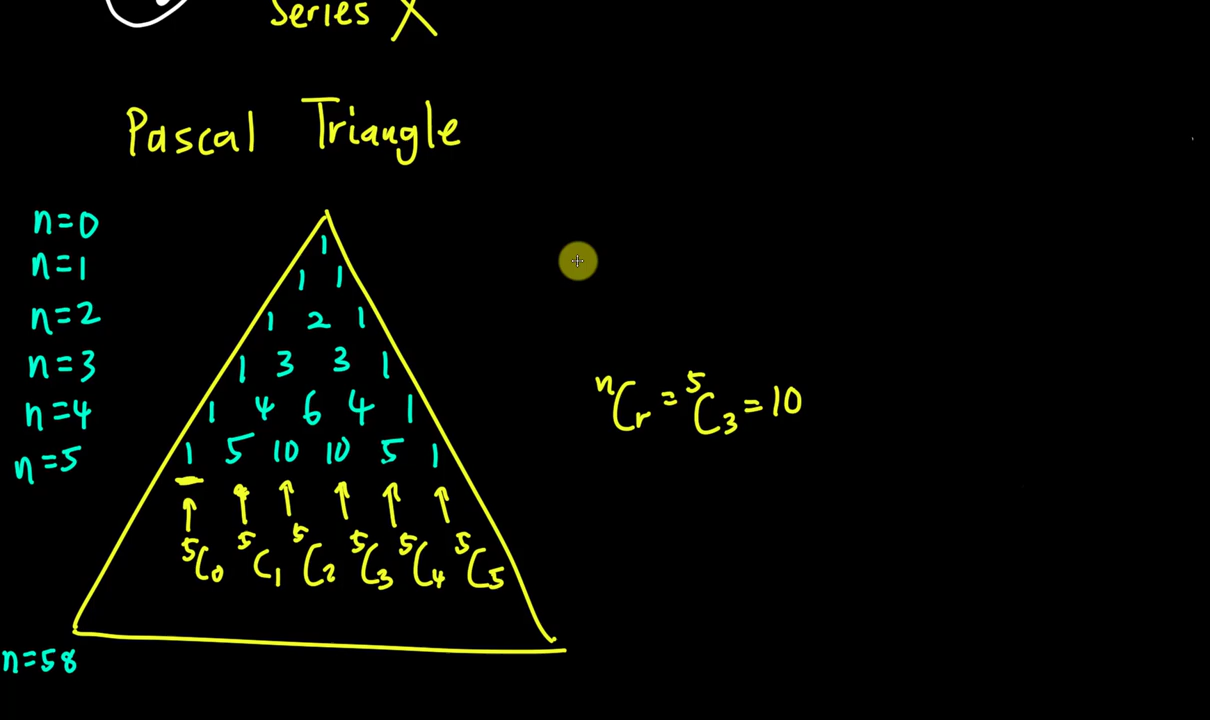 Series X
Pascal Triangle
n=0
1
n=1
1 1
n=2
1 2 1
n=3
1 3 3 1
n=4
1 4 6 4 1
ⁿCᵣ = ⁵C₃ = 10
n=5
1 5 10 10 5 1
⁵C₀ ⁵C₁ ⁵C₂ ⁵C₃ ⁵C₄ ⁵C₅
n=58